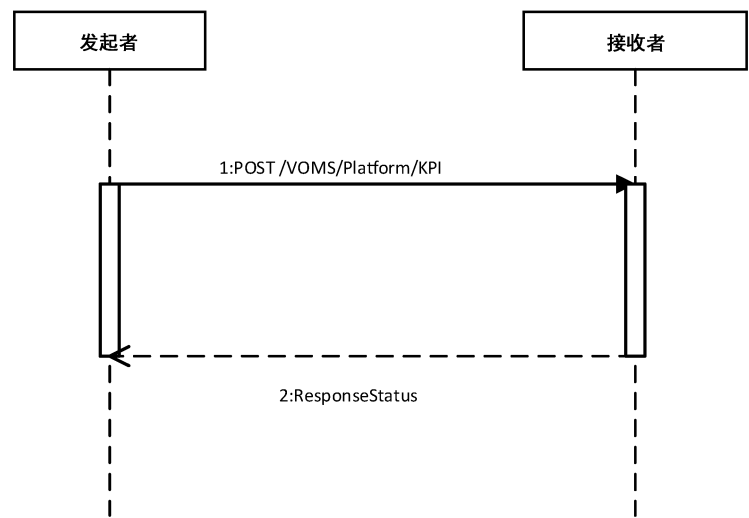 发起者
接收者
1:POST /VOMS/Platform/KPI
2:ResponseStatus